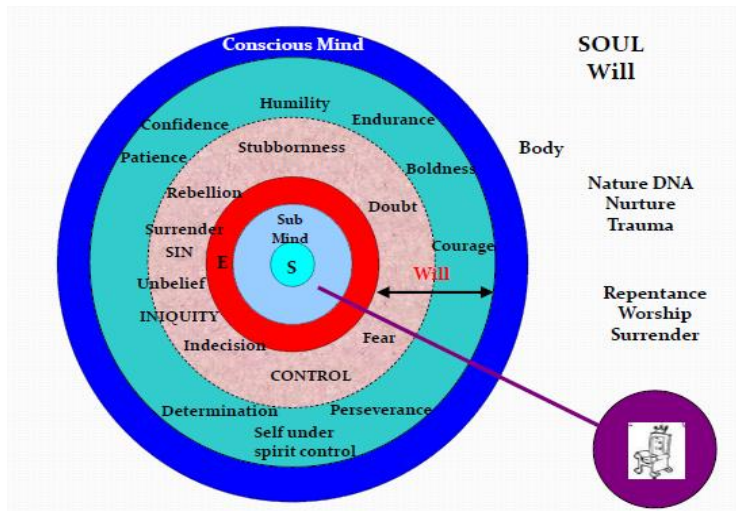 Conscious Mind
SOUL
Will
Humility
Confidence
Endurance
Patience
Stubbornness
Body
Boldness
Nature DNA
Nurture
Trauma
Rebellion
Doubt
Sub
Mind
Surrender
SIN
Courage
E
S
Will
Unbelief
Repentance
Worship
Surrender
INIQUITY
Indecision
Fear
CONTROL
Determination
Perseverance
Self under
spirit control